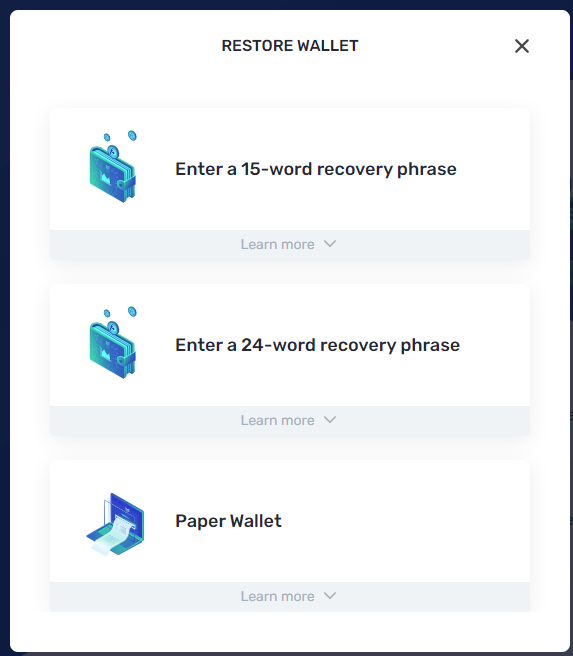 RESTORE WALLET
Enter a 15-word recovery phrase
Learn more
Enter a 24-word recovery phrase
Learn more
Paper Wallet
Learn more